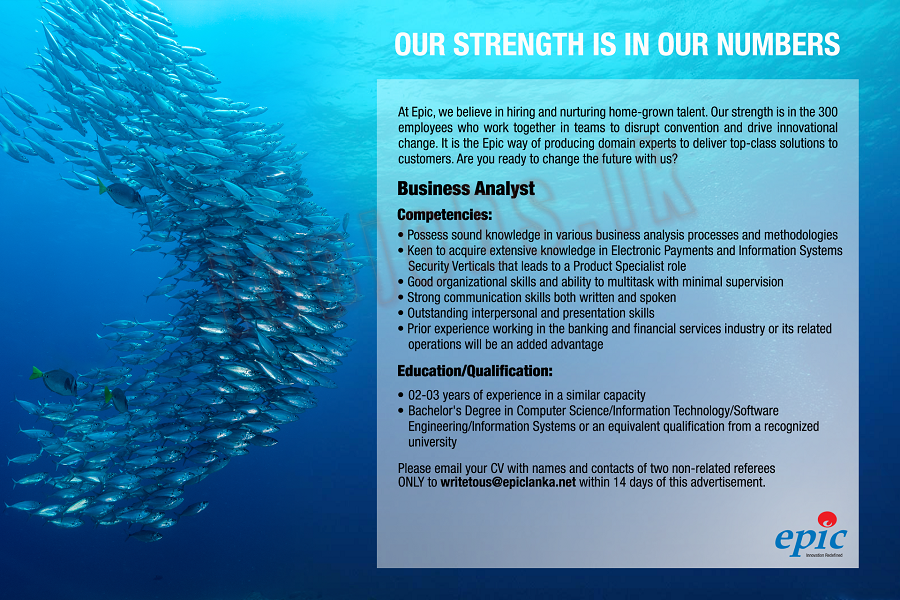 OUR STRENGTH IS IN OUR NUMBERS
At Epic, we believe in hiring and nurturing home-grown talent. Our strength is in the 300
employees who work together in teams to disrupt convention and drive innovational
change. It is the Epic way of producing domain experts to deliver top-class solutions to
customers. Are you ready to change the future with us?
Business Analyst
Competencies:
• Possess sound knowledge in various business analysis processes and methodologies
• Keen to acquire extensive knowledge in Electronic Payments and Information Systems
Security Verticals that leads to a Product Specialist role
• Good organizational skills and ability to multitask with minimal supervision
• Strong communication skills both written and spoken
• Outstanding interpersonal and presentation skills
• Prior experience working in the banking and financial services industry or its related
operations will be an added advantage
Education/Qualification:
• 02-03 years of experience in a similar capacity
• Bachelor's Degree in Computer Science/Information Technology/Software
Engineering/Information Systems or an equivalent qualification from a recognized
university
Please email your CV with names and contacts of two non-related referees
ONLY to writetous@epiclanka.net within 14 days of this advertisement.
epic
Innovation Redefined